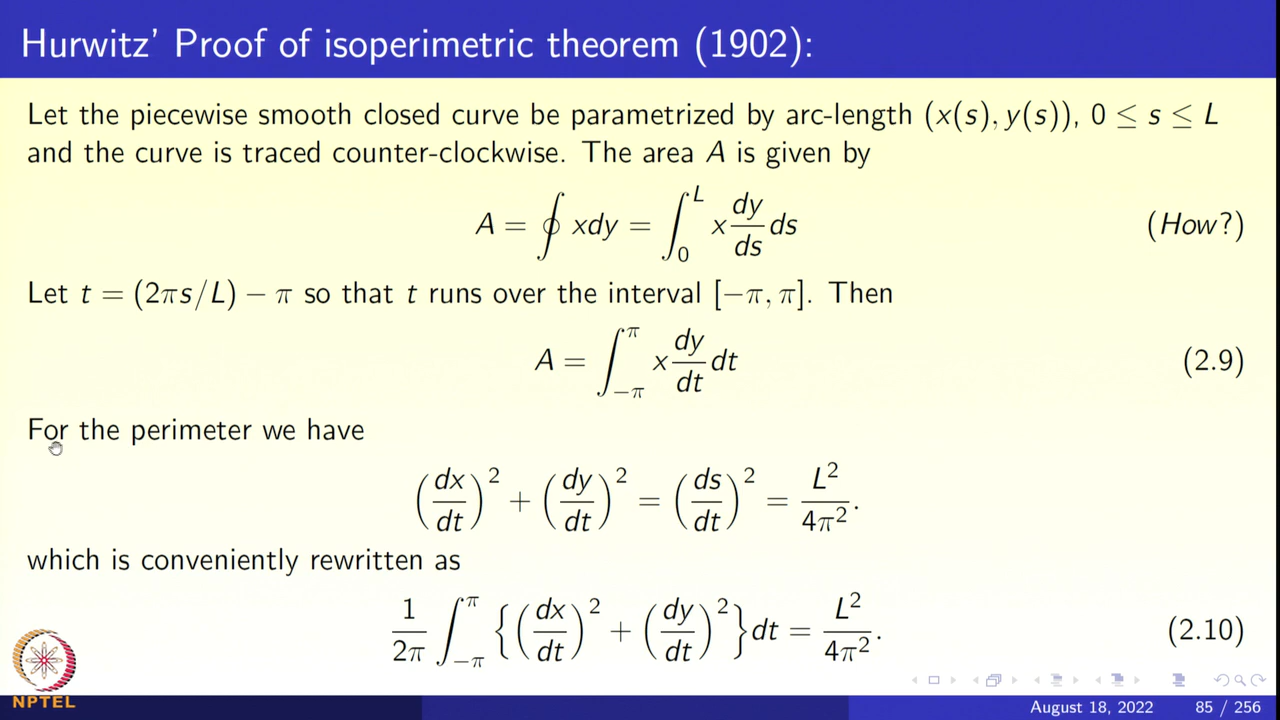 Hurwitz' Proof of isoperimetric theorem (1902):
Let the piecewise smooth closed curve be parametrized by arc-length (x(s), y(s)), 0 ≤ s ≤ L
and the curve is traced counter-clockwise. The area A is given by
A = ∮ xdy = ∫₀ᴸ x dy/ds ds (How?)
Let t = (2πs/L) − π so that t runs over the interval [−π, π]. Then
A = ∫_{−π}^{π} x dy/dt dt (2.9)
For the perimeter we have
(dx/dt)² + (dy/dt)² = (ds/dt)² = L²/4π².
which is conveniently rewritten as
1/2π ∫_{−π}^{π} {(dx/dt)² + (dy/dt)²}dt = L²/4π². (2.10)
NPTEL
August 18, 2022 85 / 256